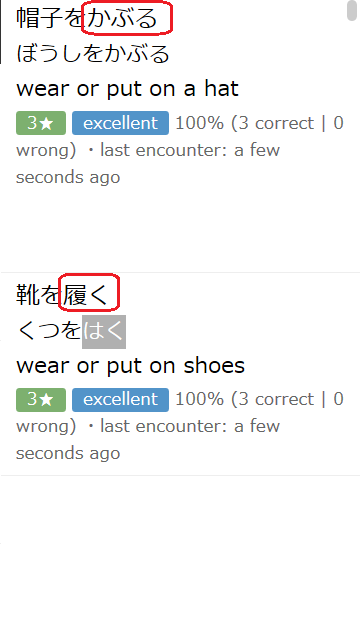 帽子をかぶる
ぼうしをかぶる
wear or put on a hat
3★ excellent 100% (3 correct | 0
wrong) ・last encounter: a few
seconds ago
靴を履く
くつをはく
wear or put on shoes
3★ excellent 100% (3 correct | 0
wrong) ・last encounter: a few
seconds ago